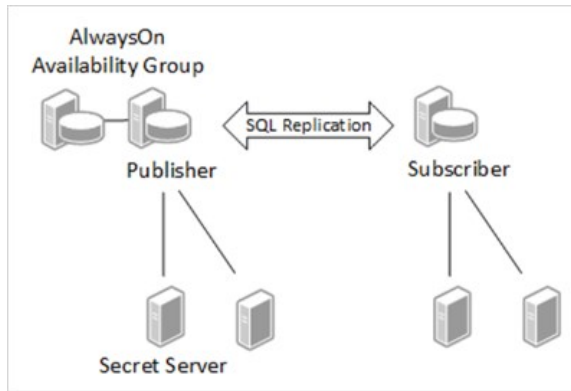 AlwaysOn
Availability Group
SQL Replication
Publisher
Subscriber
Secret Server